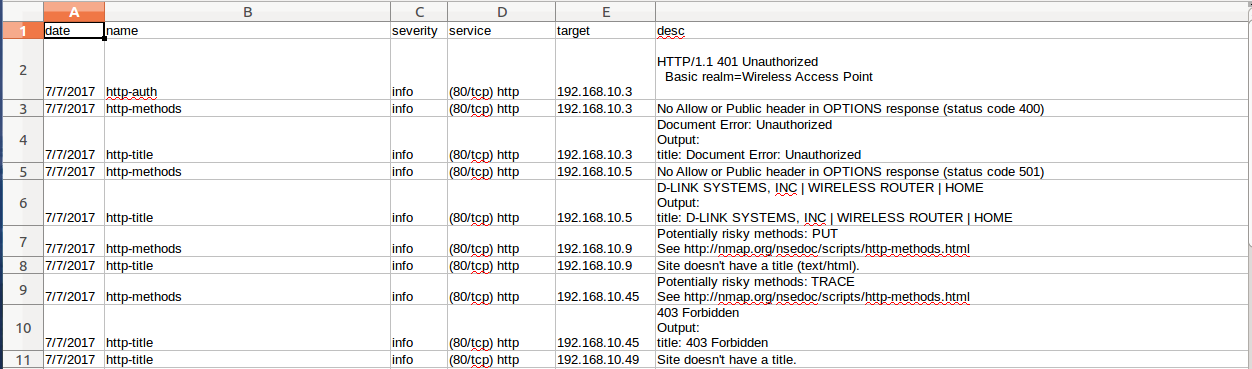 A B C D E
1 date name severity service target desc
HTTP/1.1 401 Unauthorized
2 Basic realm=Wireless Access Point
7/7/2017 http-auth info (80/tcp) http 192.168.10.3
3 7/7/2017 http-methods info (80/tcp) http 192.168.10.3 No Allow or Public header in OPTIONS response (status code 400)
Document Error: Unauthorized
4 Output:
7/7/2017 http-title info (80/tcp) http 192.168.10.3 title: Document Error: Unauthorized
5 7/7/2017 http-methods info (80/tcp) http 192.168.10.5 No Allow or Public header in OPTIONS response (status code 501)
D-LINK SYSTEMS, INC | WIRELESS ROUTER | HOME
6 Output:
7/7/2017 http-title info (80/tcp) http 192.168.10.5 title: D-LINK SYSTEMS, INC | WIRELESS ROUTER | HOME
7 Potentially risky methods: PUT
7/7/2017 http-methods info (80/tcp) http 192.168.10.9 See http://nmap.org/nsedoc/scripts/http-methods.html
8 7/7/2017 http-title info (80/tcp) http 192.168.10.9 Site doesn't have a title (text/html).
9 Potentially risky methods: TRACE
7/7/2017 http-methods info (80/tcp) http 192.168.10.45 See http://nmap.org/nsedoc/scripts/http-methods.html
403 Forbidden
10 Output:
7/7/2017 http-title info (80/tcp) http 192.168.10.45 title: 403 Forbidden
11 7/7/2017 http-title info (80/tcp) http 192.168.10.49 Site doesn't have a title.